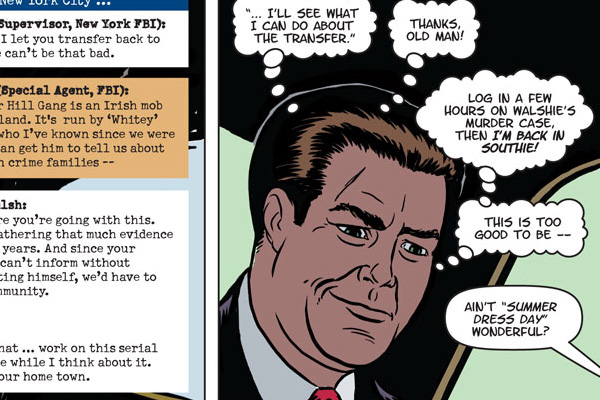 New York City ...
Supervisor, New York FBI):
I let you transfer back to
e can't be that bad.
(Special Agent, FBI):
r Hill Gang is an Irish mob
land. It's run by 'Whitey'
who I've known since we were
an get him to tell us about
n crime families --
lsh:
re you're going with this.
athering that much evidence
years. And since your
can't inform without
ting himself, we'd have to
mmunity.
hat ... work on this serial
e while I think about it.
our home town.
"... I'LL SEE WHAT
I CAN DO ABOUT
THE TRANSFER."
THANKS,
OLD MAN!
LOG IN A FEW
HOURS ON WALSHIE'S
MURDER CASE,
THEN I'M BACK IN
SOUTHIE!
THIS IS TOO
GOOD TO BE --
AIN'T "SUMMER
DRESS DAY"
WONDERFUL?